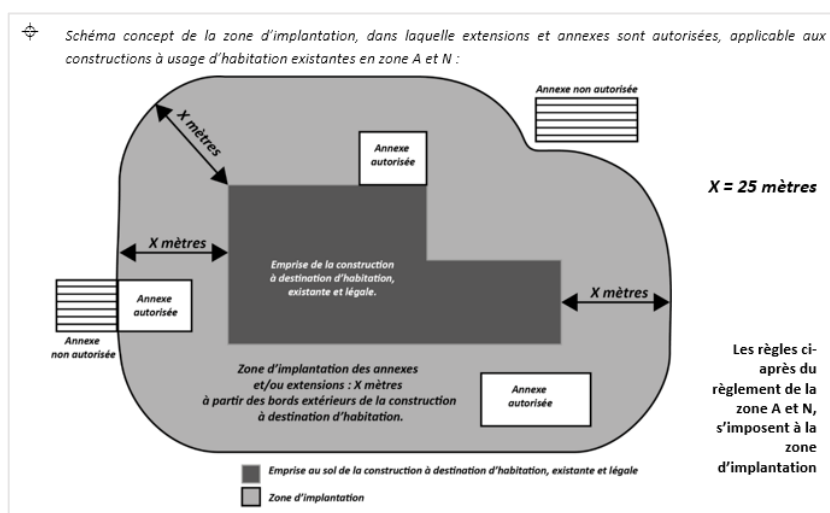 Schéma concept de la zone d'implantation, dans laquelle extensions et annexes sont autorisées, applicable aux
constructions à usage d'habitation existantes en zone A et N :
Annexe non autorisée
X mètres
Annexe
autorisée
X = 25 mètres
X mètres
Emprise de la construction
à destination d'habitation,
existante et légale.
X mètres
Annexe
autorisée
Annexe
non autorisée
Zone d'implantation des annexes
et/ou extensions : X mètres
à partir des bords extérieurs de la construction
à destination d'habitation.
Annexe
autorisée
Les règles ci-
après du
règlement de la
zone A et N,
s'imposent à la
zone
d'implantation
Emprise au sol de la construction à destination d'habitation, existante et légale
Zone d'implantation